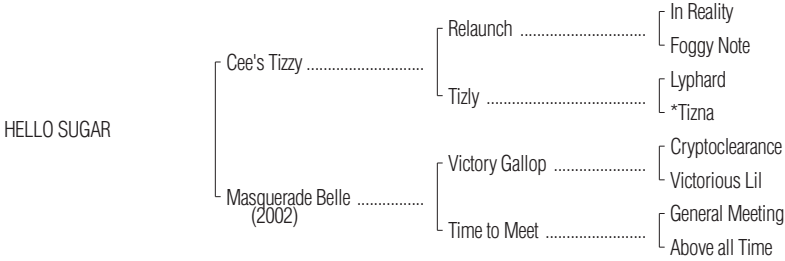 In Reality
Relaunch ..............................
Foggy Note
Cee's Tizzy ............................
Lyphard
Tizly ......................................
*Tizna
HELLO SUGAR
Cryptoclearance
Victory Gallop ......................
Victorious Lil
Masquerade Belle ................
(2002)
General Meeting
Time to Meet ........................
Above all Time